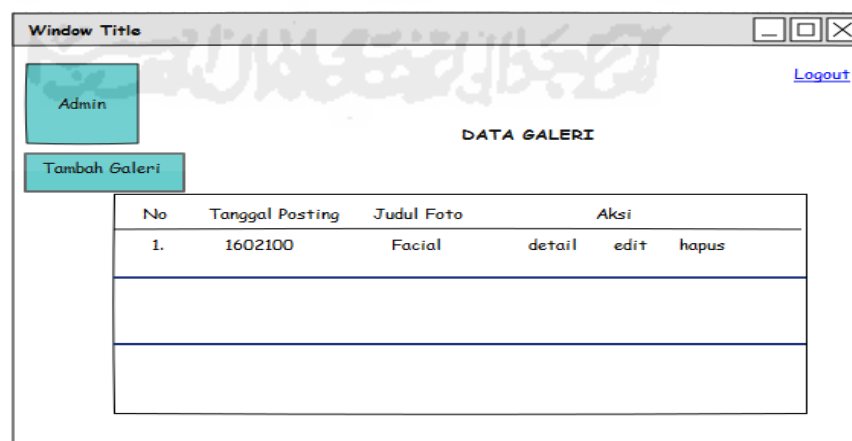 Window Title
Logout
Admin
DATA GALERI
Tambah Galeri
No Tanggal Posting Judul Foto Aksi
1. 1602100 Facial detail edit hapus